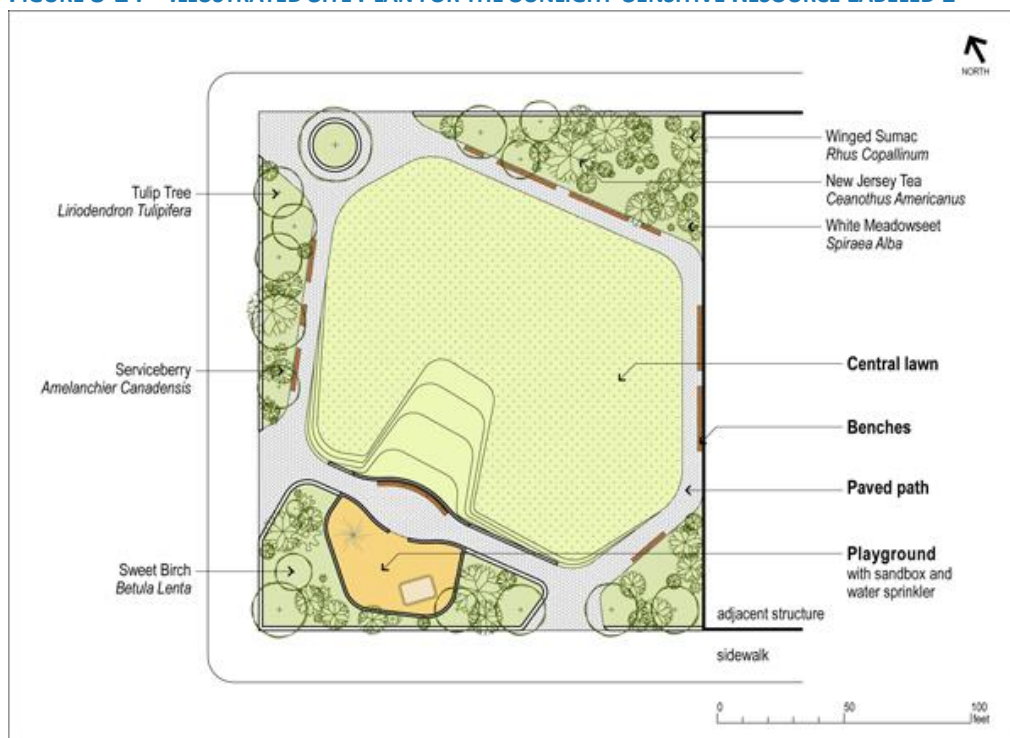 NORTH
Winged Sumac
Rhus Copallinum
Tulip Tree
Liriodendron Tulipifera
New Jersey Tea
Ceanothus Americanus
White Meadowseet
Spiraea Alba
Serviceberry
Amelanchier Canadensis
Central lawn
Benches
Paved path
Playground
with sandbox and
water sprinkler
Sweet Birch
Betula Lenta
adjacent structure
sidewalk
0 50 100
feet